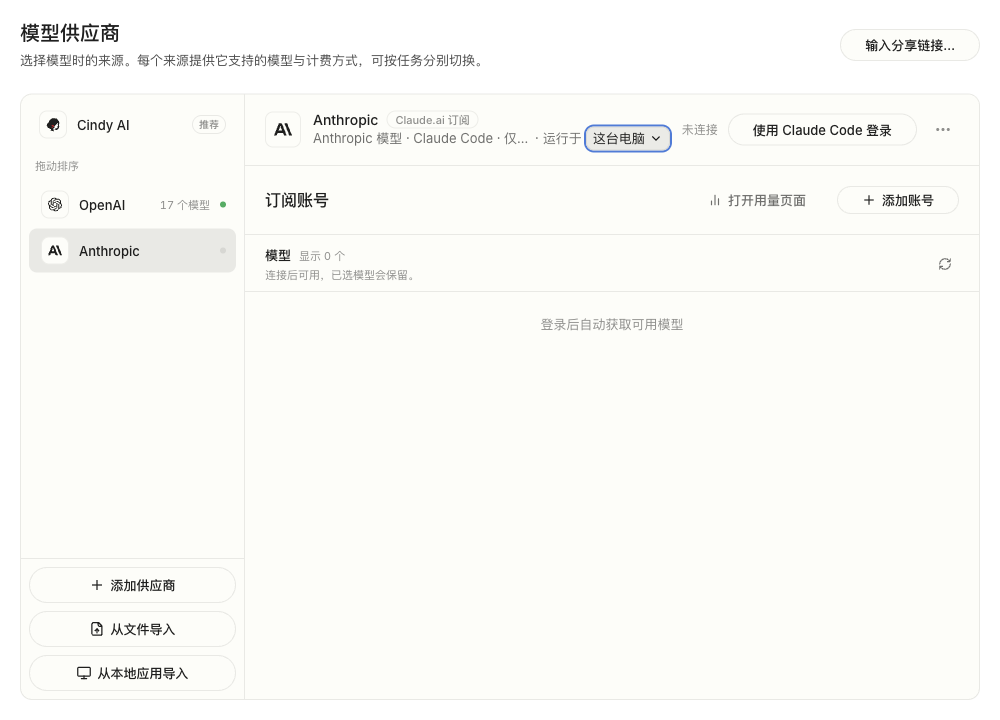 模型供应商
选择模型时的来源。每个来源提供它支持的模型与计费方式，可按任务分别切换。
输入分享链接...
Cindy AI 推荐
拖动排序
OpenAI 17 个模型
Anthropic
添加供应商
从文件导入
从本地应用导入
Anthropic Claude.ai 订阅
Anthropic 模型 · Claude Code · 仅... · 运行于 这台电脑
未连接
使用 Claude Code 登录
订阅账号
打开用量页面
添加账号
模型 显示 0 个
连接后可用，已选模型会保留。
登录后自动获取可用模型